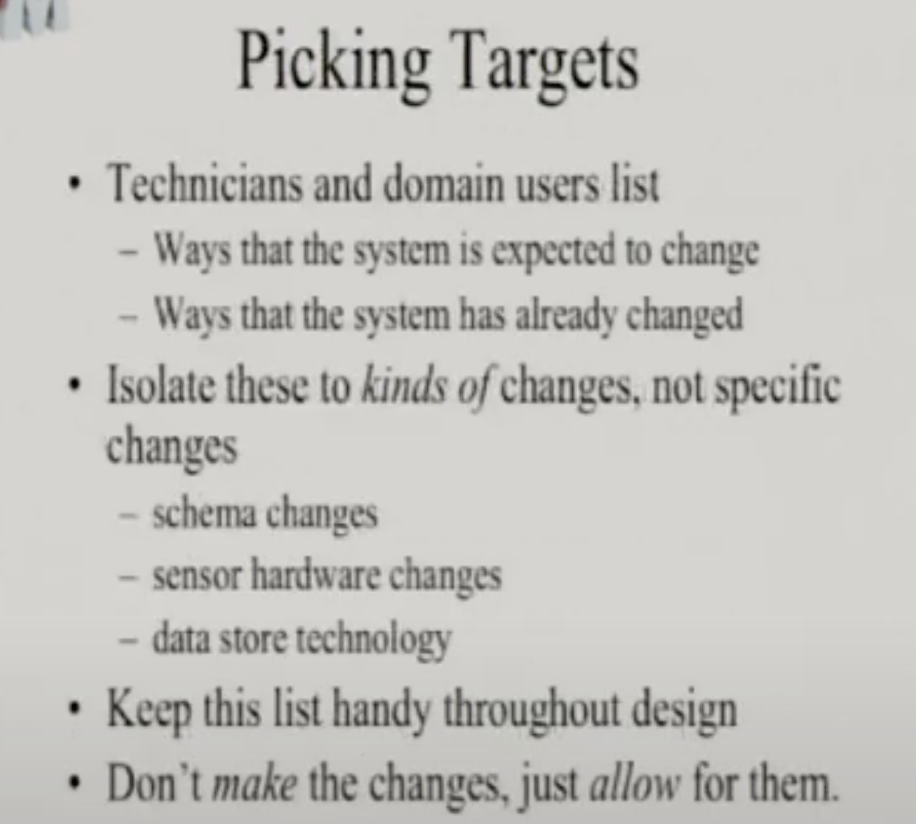 Picking Targets
• Technicians and domain users list
– Ways that the system is expected to change
– Ways that the system has already changed
• Isolate these to kinds of changes, not specific
changes
– schema changes
– sensor hardware changes
– data store technology
• Keep this list handy throughout design
• Don't make the changes, just allow for them.